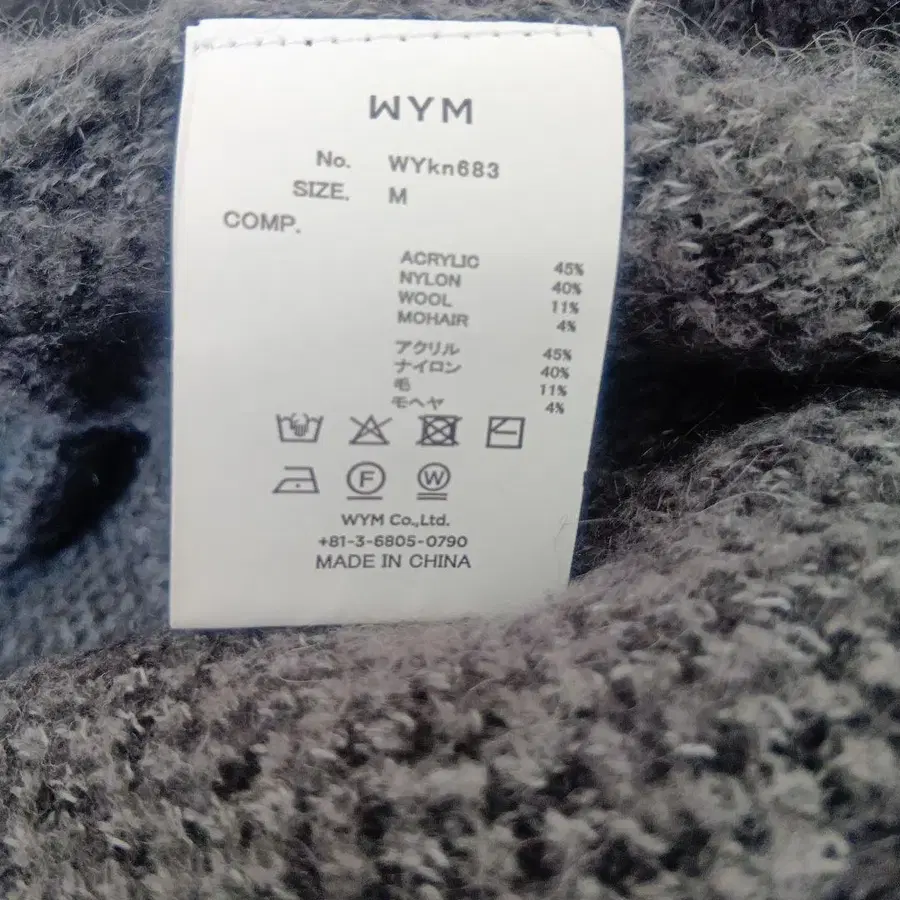 WYM
No. WYkn683
SIZE. M
COMP.
ACRYLIC 45%
NYLON 40%
WOOL 11%
MOHAIR 4%
アクリル 45%
ナイロン 40%
毛 11%
モヘヤ 4%
F W
WYM Co.,Ltd.
+81-3-6805-0790
MADE IN CHINA